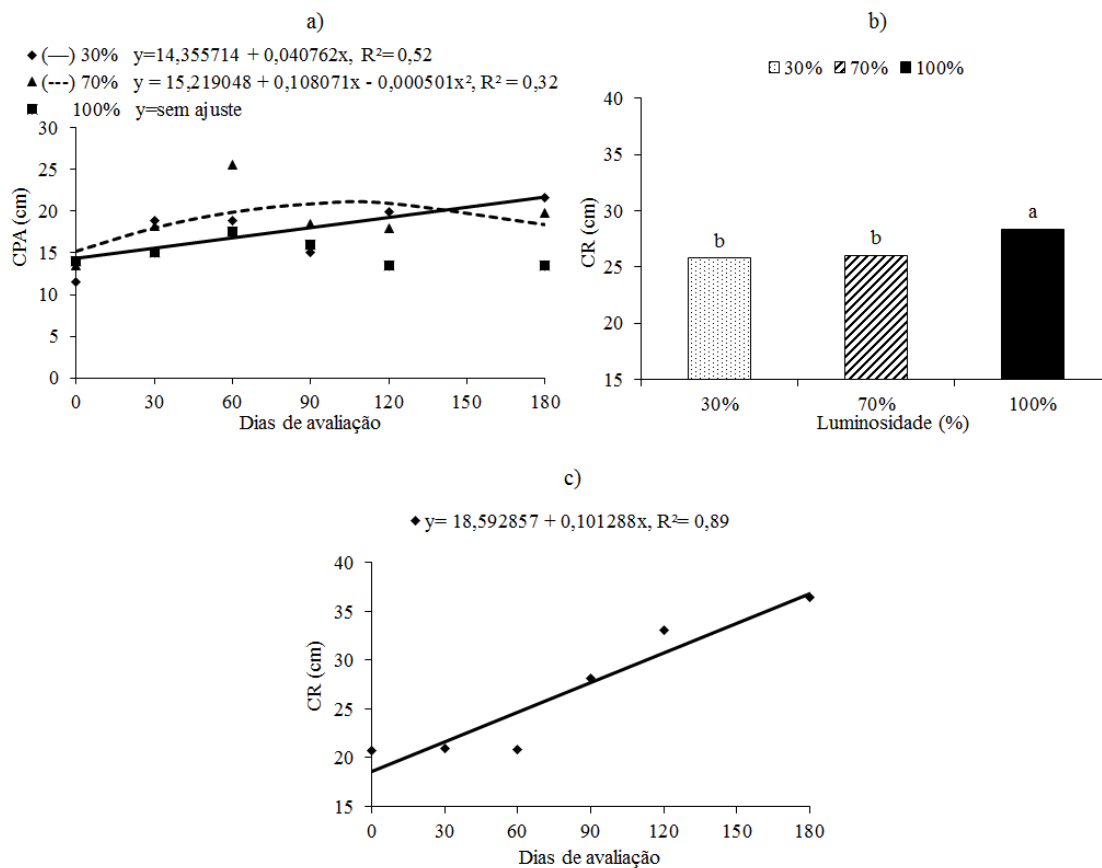 a)
(—) 30% y=14,355714 + 0,040762x, R²= 0,52
(---) 70% y = 15,219048 + 0,108071x - 0,000501x², R² = 0,32
100% y=sem ajuste
30
25
20
15
10
5
0
CPA (cm)
0 30 60 90 120 150 180
Dias de avaliação
b)
30% 70% 100%
40
35
30
25
20
15
CR (cm)
b b a
30% 70% 100%
Luminosidade (%)
c)
y= 18,592857 + 0,101288x, R²= 0,89
40
35
30
25
20
15
CR (cm)
0 30 60 90 120 150 180
Dias de avaliação